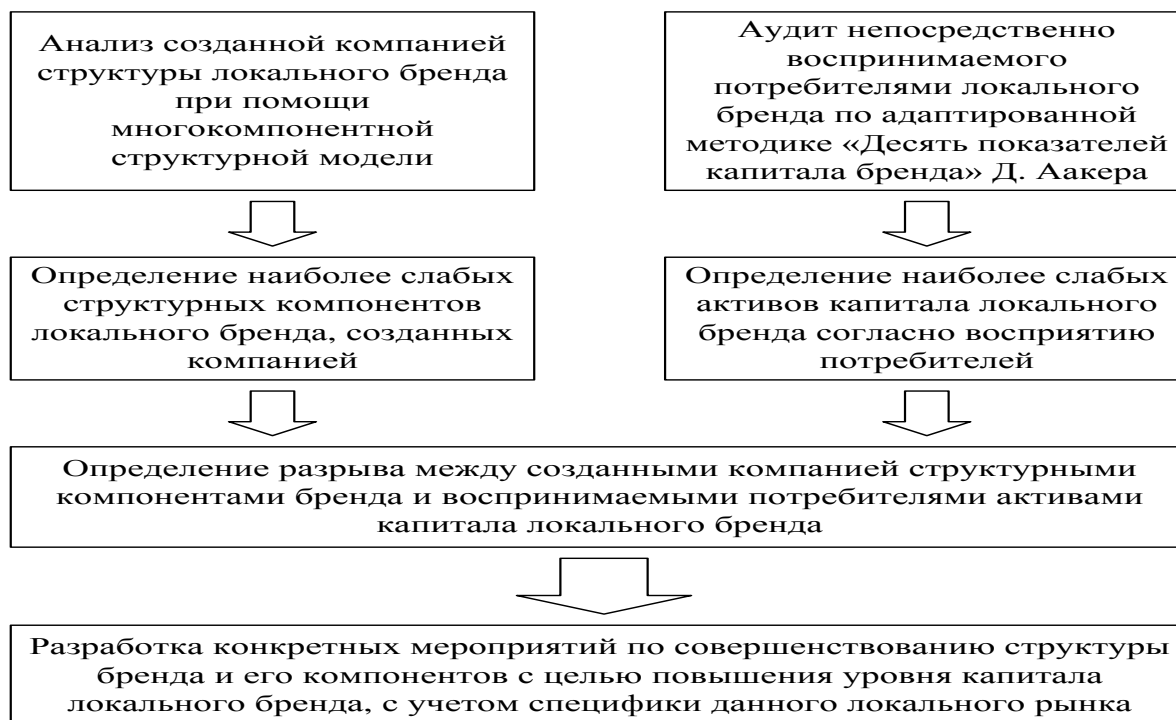 Анализ созданной компанией
структуры локального бренда
при помощи
многокомпонентной
структурной модели
Аудит непосредственно
воспринимаемого
потребителями локального
бренда по адаптированной
методике «Десять показателей
капитала бренда» Д. Аакера
Определение наиболее слабых
структурных компонентов
локального бренда, созданных
компанией
Определение наиболее слабых
активов капитала локального
бренда согласно восприятию
потребителей
Определение разрыва между созданными компанией структурными
компонентами бренда и воспринимаемыми потребителями активами
капитала локального бренда
Разработка конкретных мероприятий по совершенствованию структуры
бренда и его компонентов с целью повышения уровня капитала
локального бренда, с учетом специфики данного локального рынка